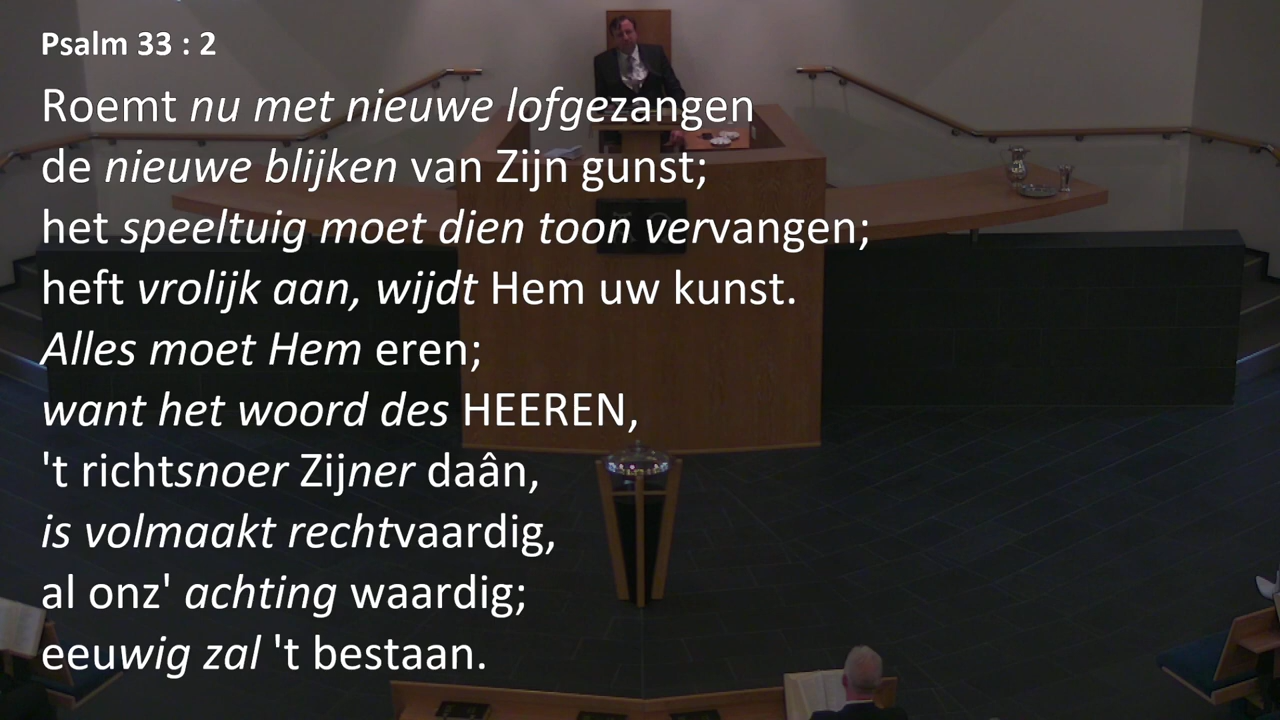 Psalm 33 : 2
Roemt nu met nieuwe lofgezangen
de nieuwe blijken van Zijn gunst;
het speeltuig moet dien toon vervangen;
heft vrolijk aan, wijdt Hem uw kunst.
Alles moet Hem eren;
want het woord des HEEREN,
't richtsnoer Zijner daân,
is volmaakt rechtvaardig,
al onz' achting waardig;
eeuwig zal 't bestaan.